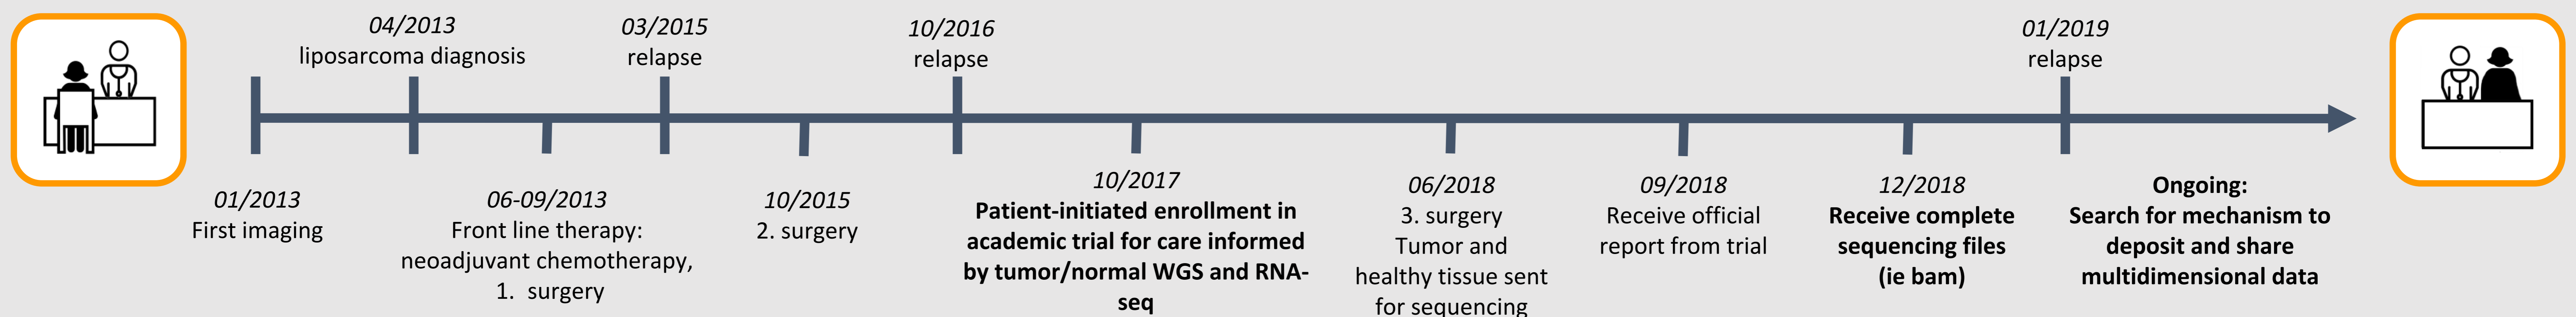 01/2013
First imaging
04/2013
liposarcoma diagnosis
06-09/2013
Front line therapy:
neoadjuvant chemotherapy,
1. surgery
03/2015
relapse
10/2015
2. surgery
10/2016
relapse
10/2017
Patient-initiated enrollment in
academic trial for care informed
by tumor/normal WGS and RNA-
seq
06/2018
3. surgery
Tumor and
healthy tissue sent
for sequencing
09/2018
Receive official
report from trial
12/2018
Receive complete
sequencing files
(ie bam)
01/2019
relapse
Ongoing:
Search for mechanism to
deposit and share
multidimensional data